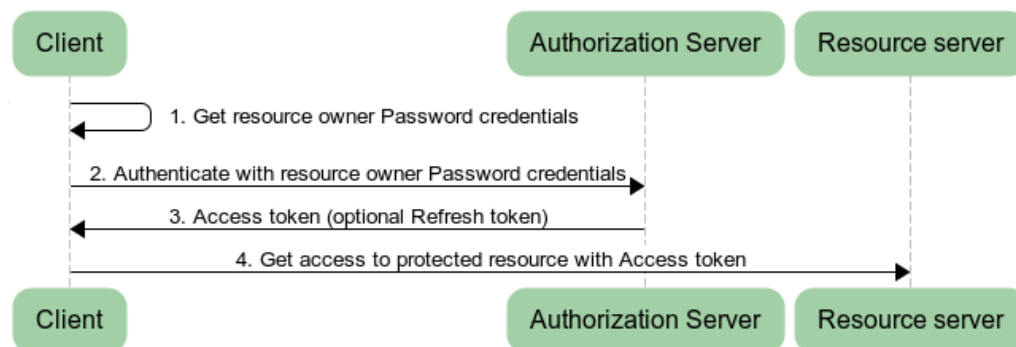 Client
Authorization Server
Resource server
1. Get resource owner Password credentials
2. Authenticate with resource owner Password credentials
3. Access token (optional Refresh token)
4. Get access to protected resource with Access token
Client
Authorization Server
Resource server